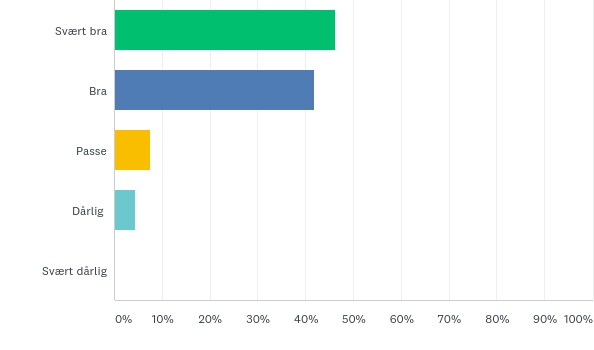 Svært bra
Bra
Passe
Dårlig
Svært dårlig
0% 10% 20% 30% 40% 50% 60% 70% 80% 90% 100%